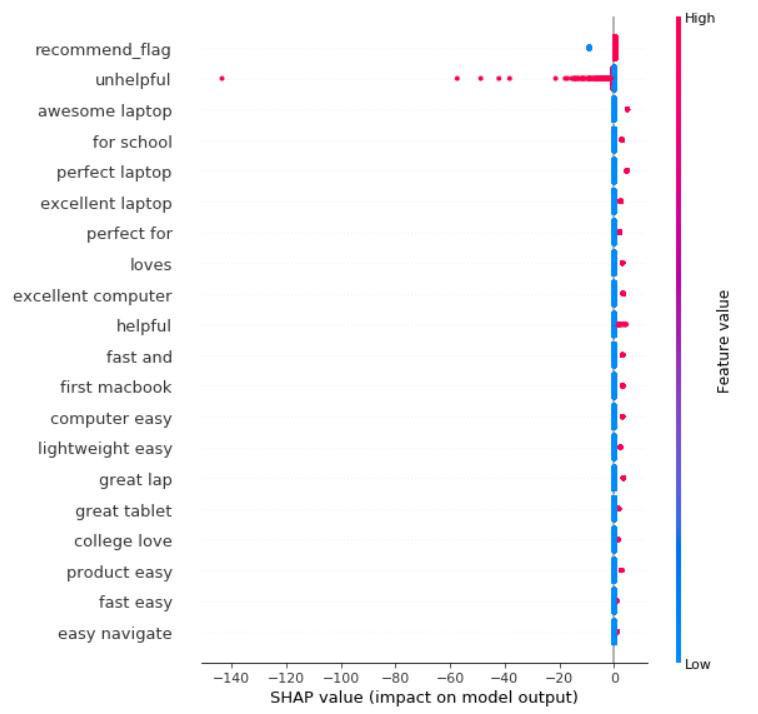 High
recommend_flag
unhelpful
awesome laptop
for school
perfect laptop
excellent laptop
perfect for
loves
excellent computer
helpful
fast and
first macbook
computer easy
lightweight easy
great lap
great tablet
college love
product easy
fast easy
easy navigate
Feature value
Low
−140 −120 −100 −80 −60 −40 −20 0
SHAP value (impact on model output)